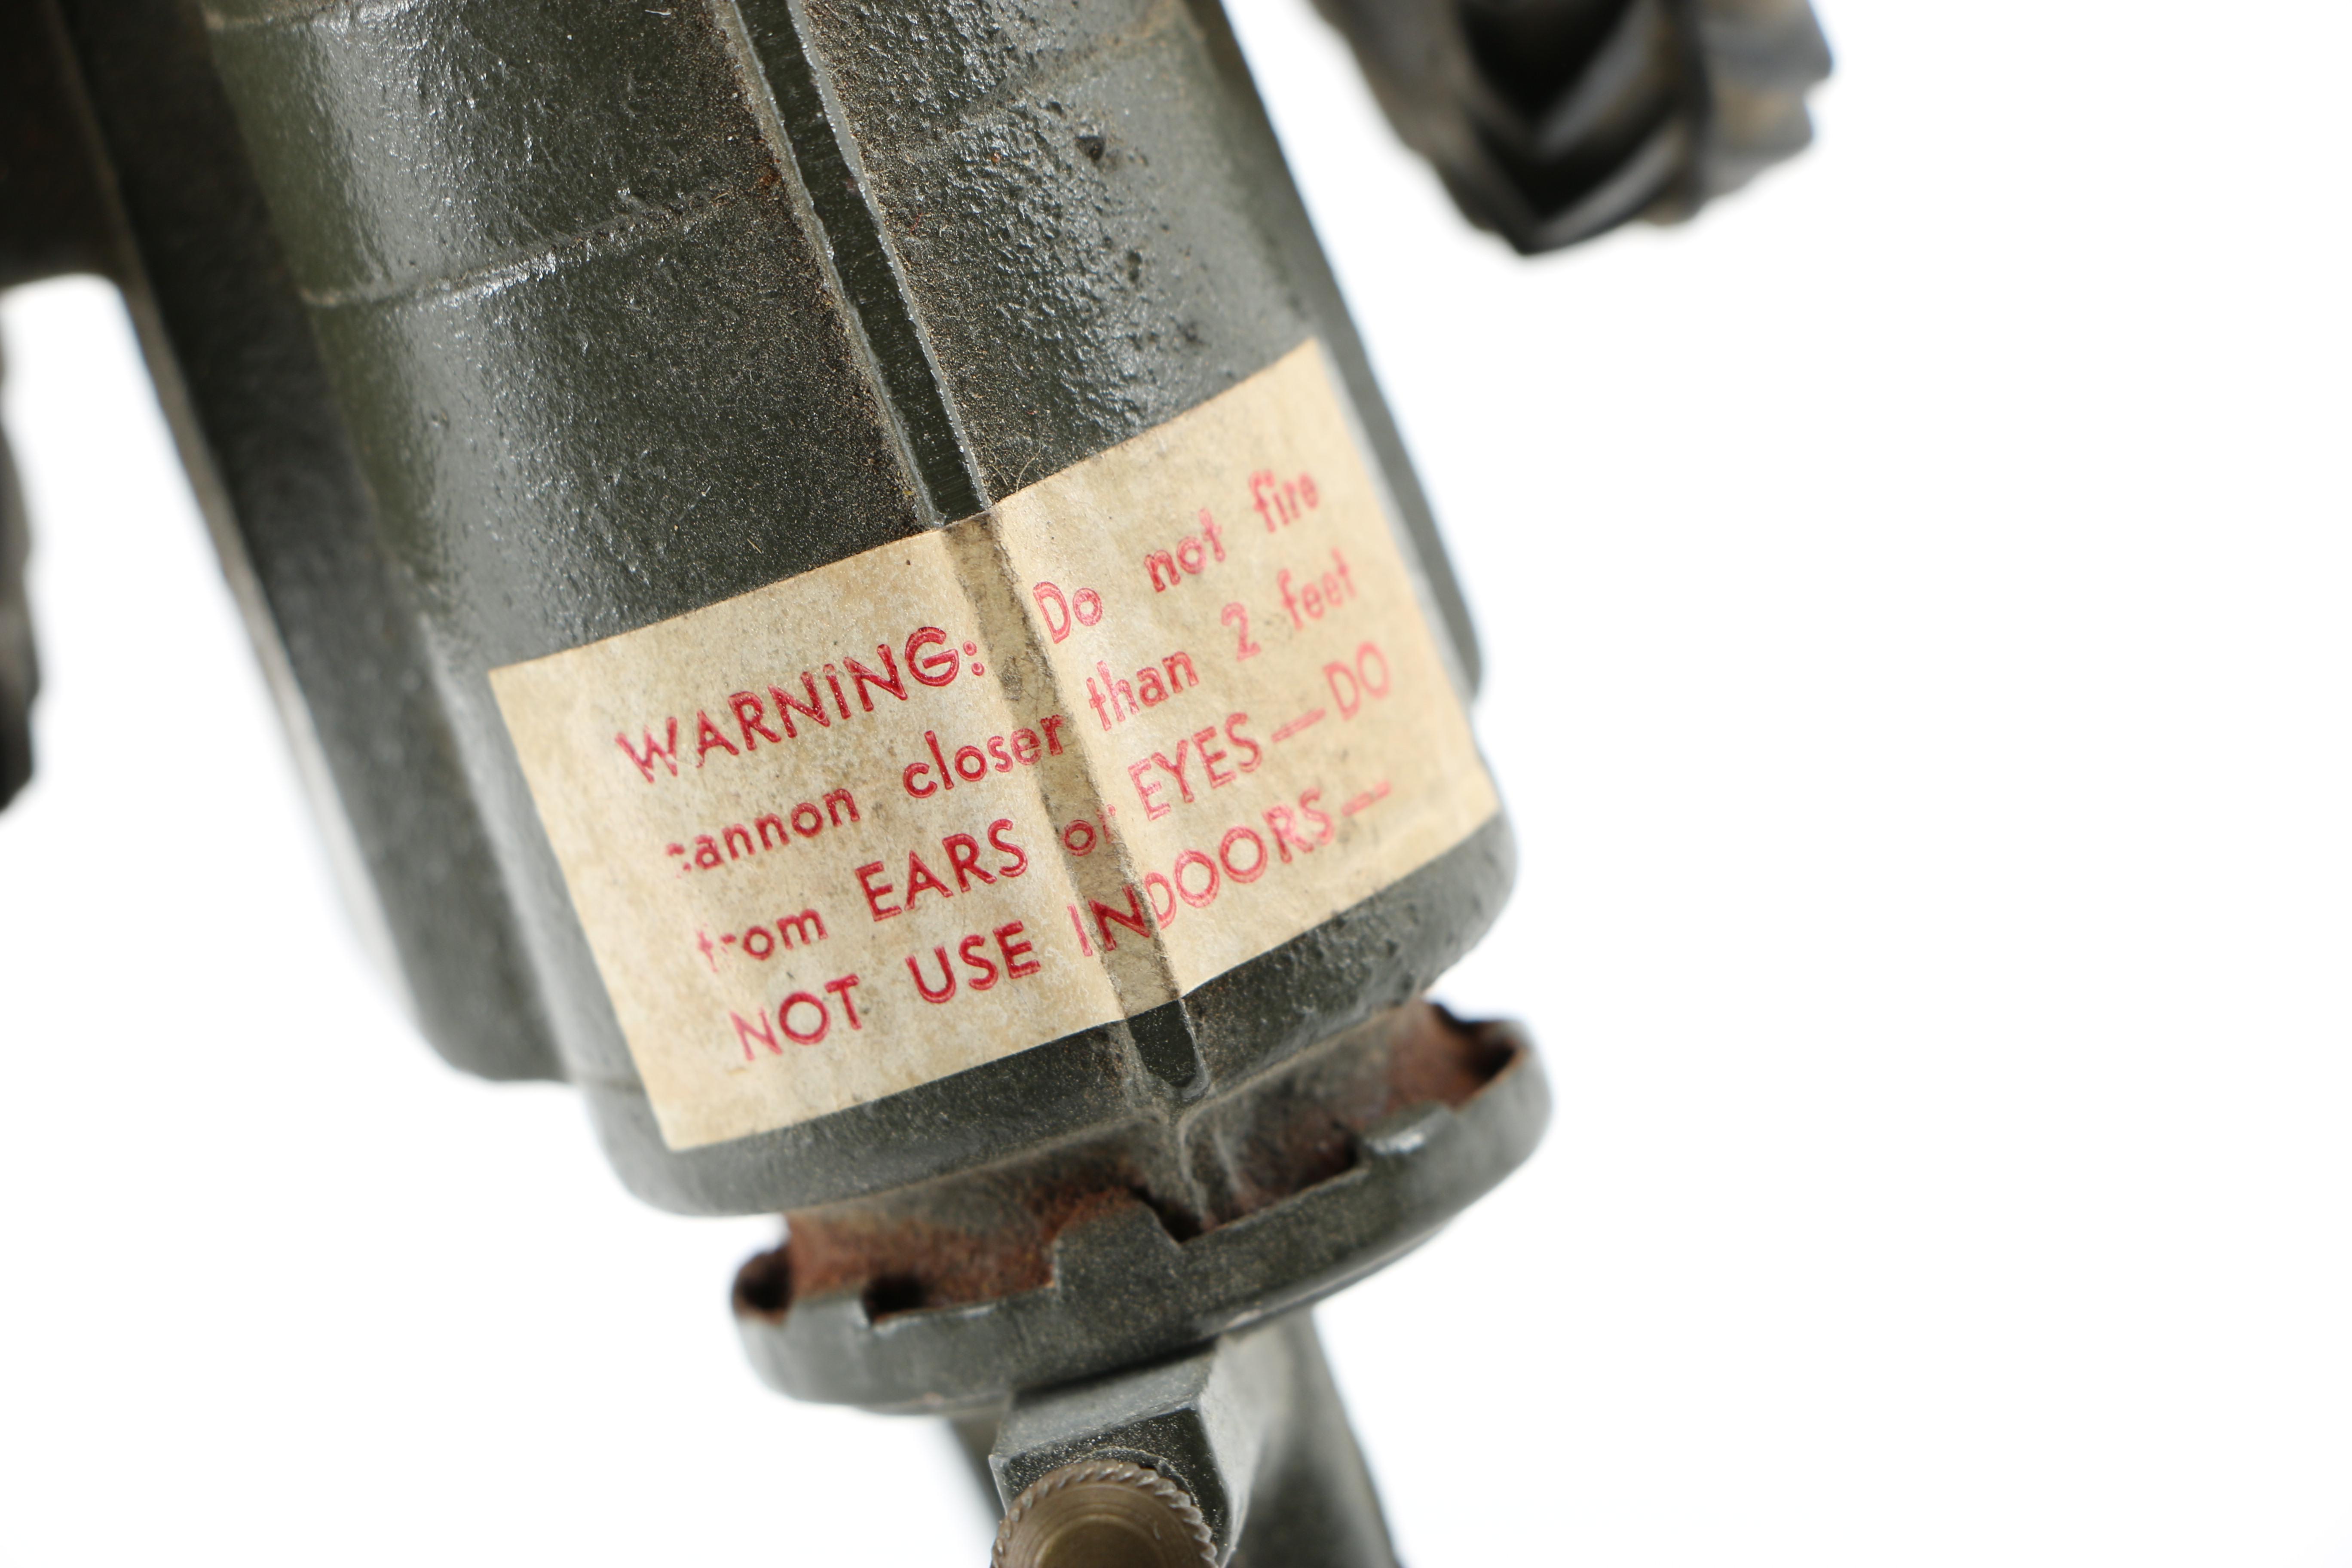 WARNING: Do not fire
cannon closer than 2 feet
from EARS or EYES—DO
NOT USE INDOORS—